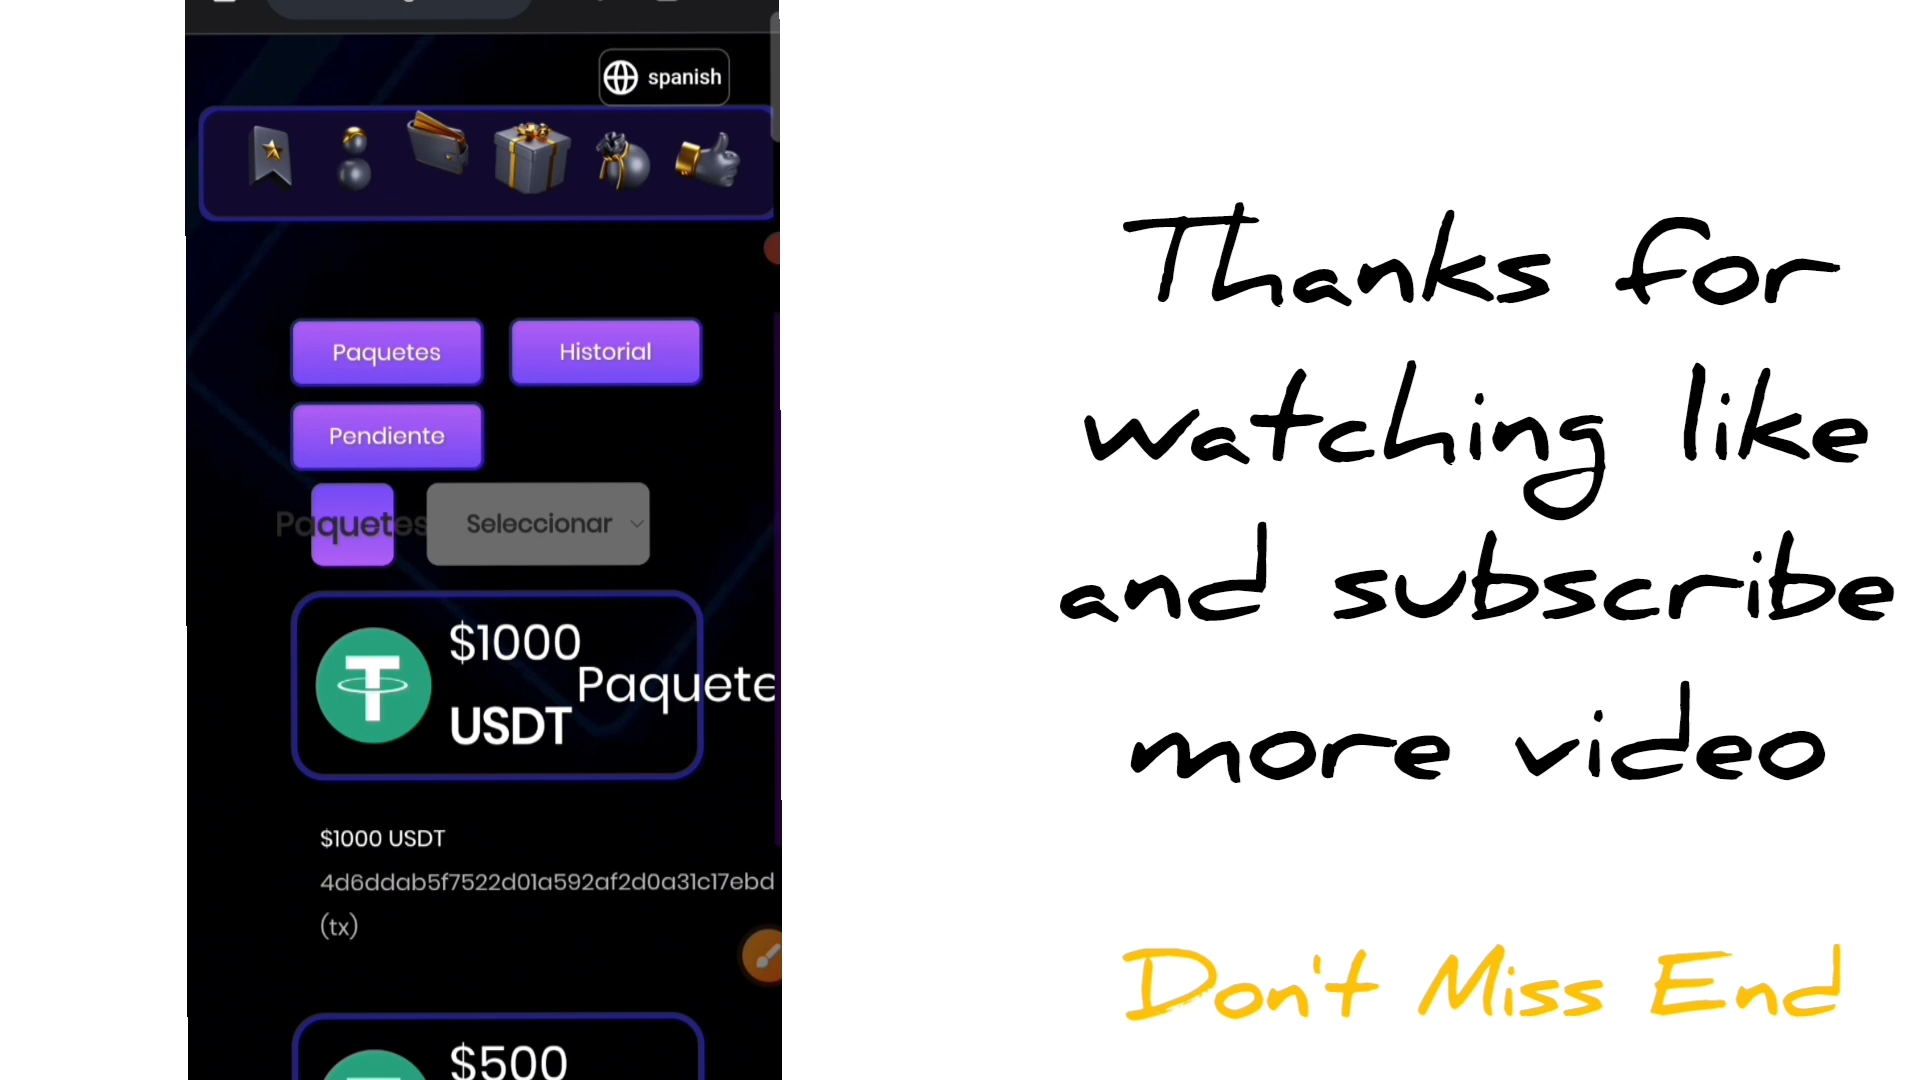 spanish
Paquetes
Historial
Pendiente
Paquetes
Seleccionar
$1000
USDT
Paquete
$1000 USDT
4d6ddab5f7522d01a592af2d0a31c17ebd
(tx)
$500
Thanks for
watching like
and subscribe
more video
Don't Miss End